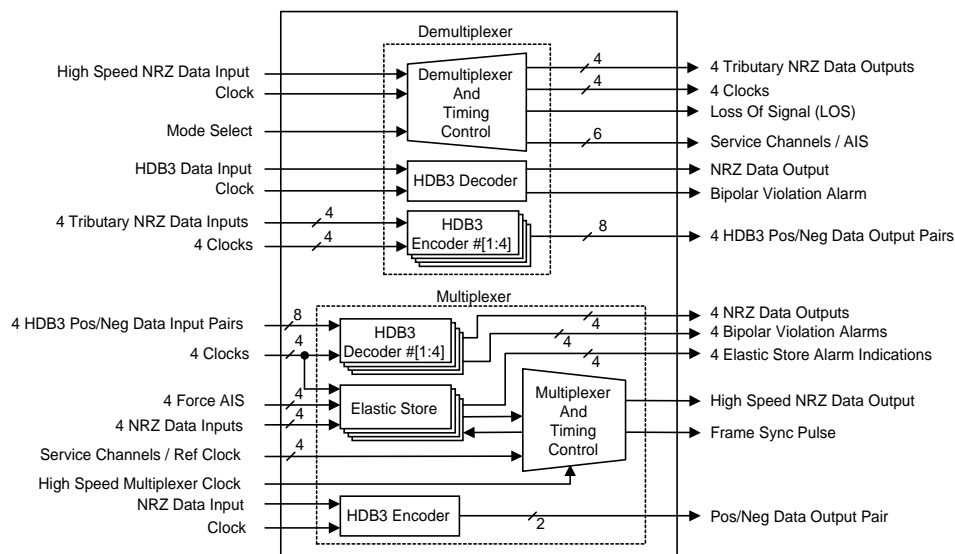 Demultiplexer
High Speed NRZ Data Input
Clock
Mode Select
Demultiplexer
And
Timing
Control
4
4 Tributary NRZ Data Outputs
4
4 Clocks
Loss Of Signal (LOS)
6
Service Channels / AIS
HDB3 Data Input
Clock
HDB3 Decoder
NRZ Data Output
Bipolar Violation Alarm
4 Tributary NRZ Data Inputs
4
4 Clocks
4
HDB3
Encoder #[1:4]
8
4 HDB3 Pos/Neg Data Output Pairs
Multiplexer
4 HDB3 Pos/Neg Data Input Pairs
8
4 Clocks
4
HDB3
Decoder #[1:4]
4 NRZ Data Outputs
4
4 Bipolar Violation Alarms
4
4 Elastic Store Alarm Indications
4
4 Force AIS
4
4 NRZ Data Inputs
4
Elastic Store
Multiplexer
And
Timing
Control
High Speed NRZ Data Output
Frame Sync Pulse
Service Channels / Ref Clock
4
High Speed Multiplexer Clock
NRZ Data Input
Clock
HDB3 Encoder
2
Pos/Neg Data Output Pair